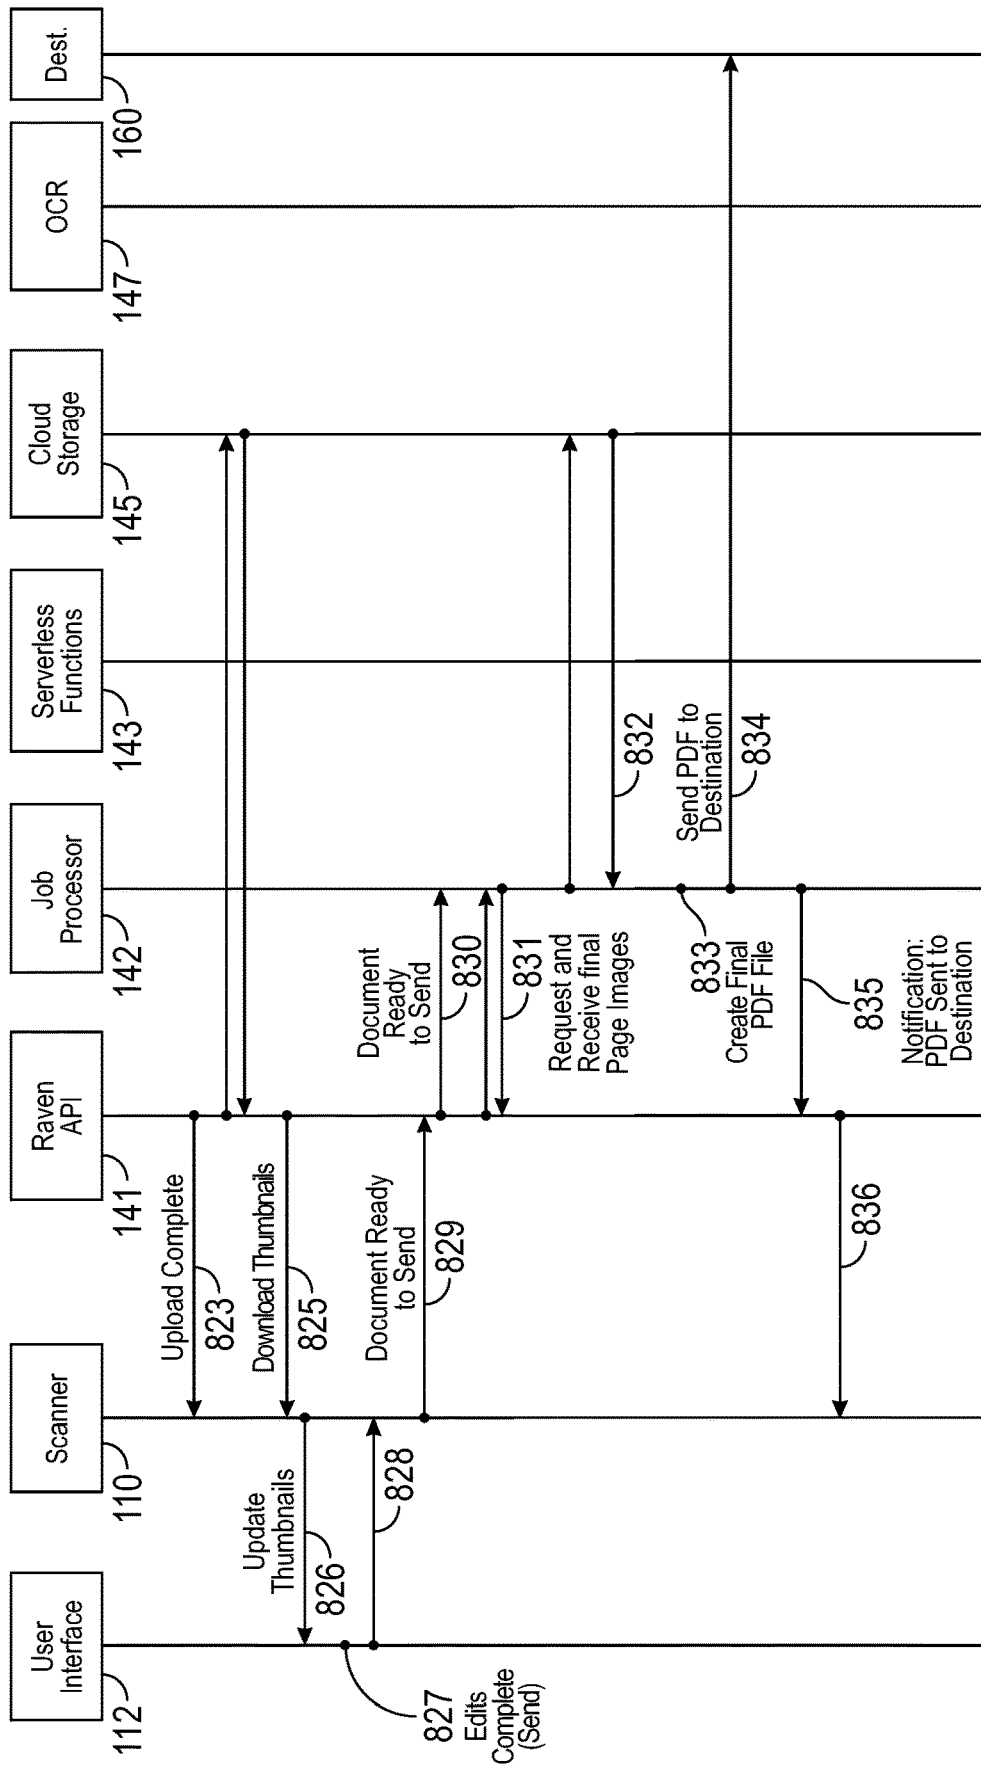 User
Interface
112
Scanner
110
Raven
API
141
Job
Processor
142
Serverless
Functions
143
Cloud
Storage
145
OCR
147
Dest.
160
Upload Complete
823
Download Thumbnails
825
Update
Thumbnails
826
827
Edits
Complete
(Send)
828
Document Ready
to Send
829
Document
Ready
to Send
830
831
Request and
Receive final
Page Images
832
833
Create Final
PDF File
Send PDF to
Destination
834
835
Notification:
PDF Sent to
Destination
836